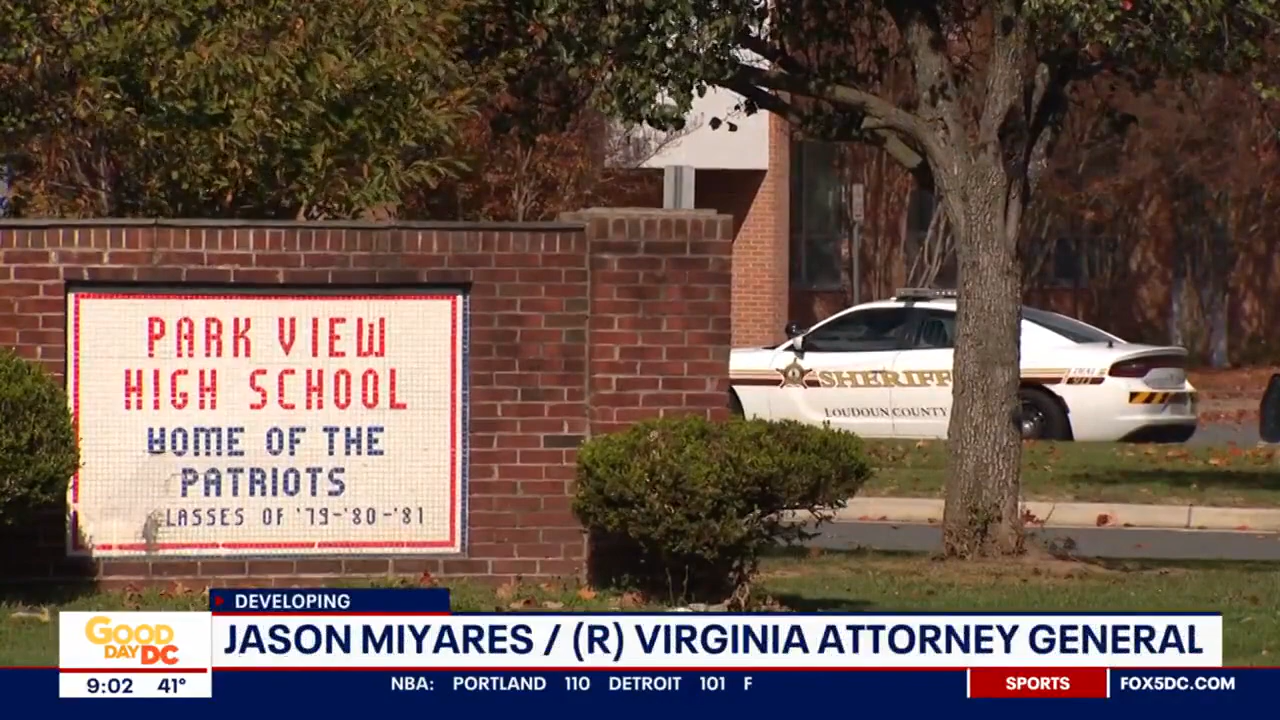 PARK VIEW
HIGH SCHOOL
HOME OF THE
PATRIOTS
LASSES OF '79-'80-'81
SHERIFF
LOUDOUN COUNTY
DEVELOPING
JASON MIYARES / (R) VIRGINIA ATTORNEY GENERAL
GOOD
DAY DC
9:02 41°
NBA: PORTLAND 110 DETROIT 101 F
SPORTS
FOX5DC.COM